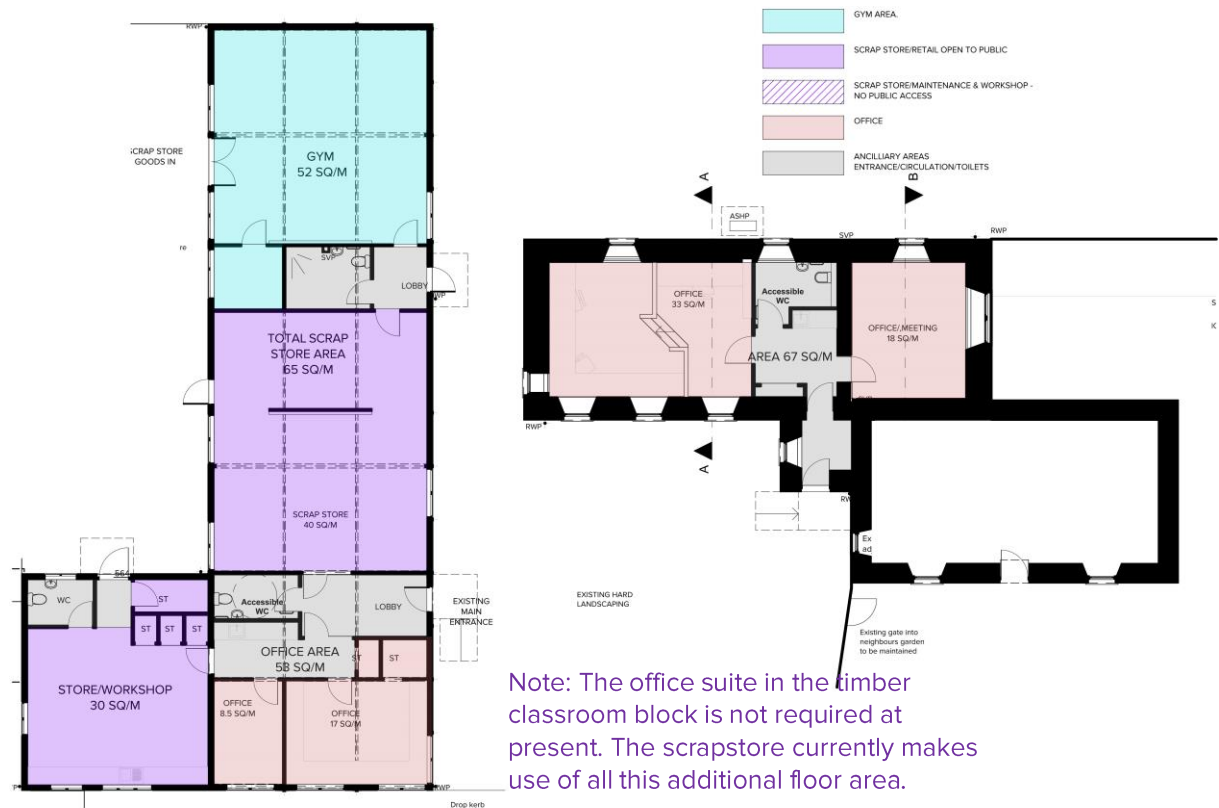 RWP
GYM AREA.
SCRAP STORE/RETAIL OPEN TO PUBLIC
SCRAP STORE/MAINTENANCE & WORKSHOP -
NO PUBLIC ACCESS
OFFICE
ANCILLIARY AREAS
ENTRANCE/CIRCULATION/TOILETS
SCRAP STORE
GOODS IN
GYM
52 SQ/M
re
SVP
LOBBY
WP
TOTAL SCRAP
STORE AREA
65 SQ/M
SCRAP STORE
40 SQ/M
WC
ST
ST
ST
ST
Accessible
WC
LOBBY
EXISTING
MAIN
ENTRANCE
OFFICE AREA
58 SQ/M
ST
ST
STORE/WORKSHOP
30 SQ/M
OFFICE
8.5 SQ/M
OFFICE
17 SQ/M
RWP
Drop kerb
A
B
ASHP
SVP
RWP
OFFICE
33 SQ/M
Accessible
WC
OFFICE/MEETING
18 SQ/M
AREA 67 SQ/M
S
K
RWP
A
RW
Ex
ad
EXISTING HARD
LANDSCAPING
Existing gate into
neighbours garden
to be maintained
Note: The office suite in the timber
classroom block is not required at
present. The scrapstore currently makes
use of all this additional floor area.